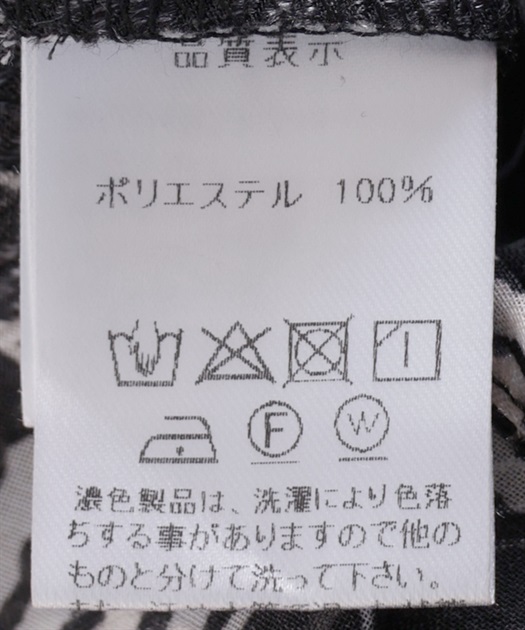 品質表示
ポリエステル 100%
F
W
濃色製品は、洗濯により色落
ちする事がありますので他の
ものと分けて洗って下さい。